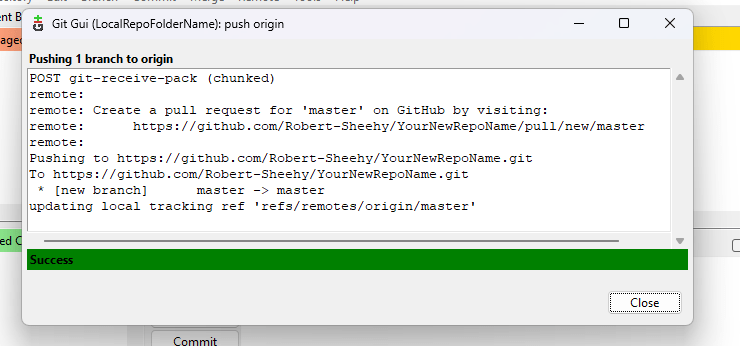 Git Gui (LocalRepoFolderName): push origin
Pushing 1 branch to origin
POST git-receive-pack (chunked)
remote:
remote: Create a pull request for 'master' on GitHub by visiting:
remote:      https://github.com/Robert-Sheehy/YourNewRepoName/pull/new/master
remote:
Pushing to https://github.com/Robert-Sheehy/YourNewRepoName.git
To https://github.com/Robert-Sheehy/YourNewRepoName.git
 * [new branch]      master -> master
updating local tracking ref 'refs/remotes/origin/master'
Success
Close
Commit